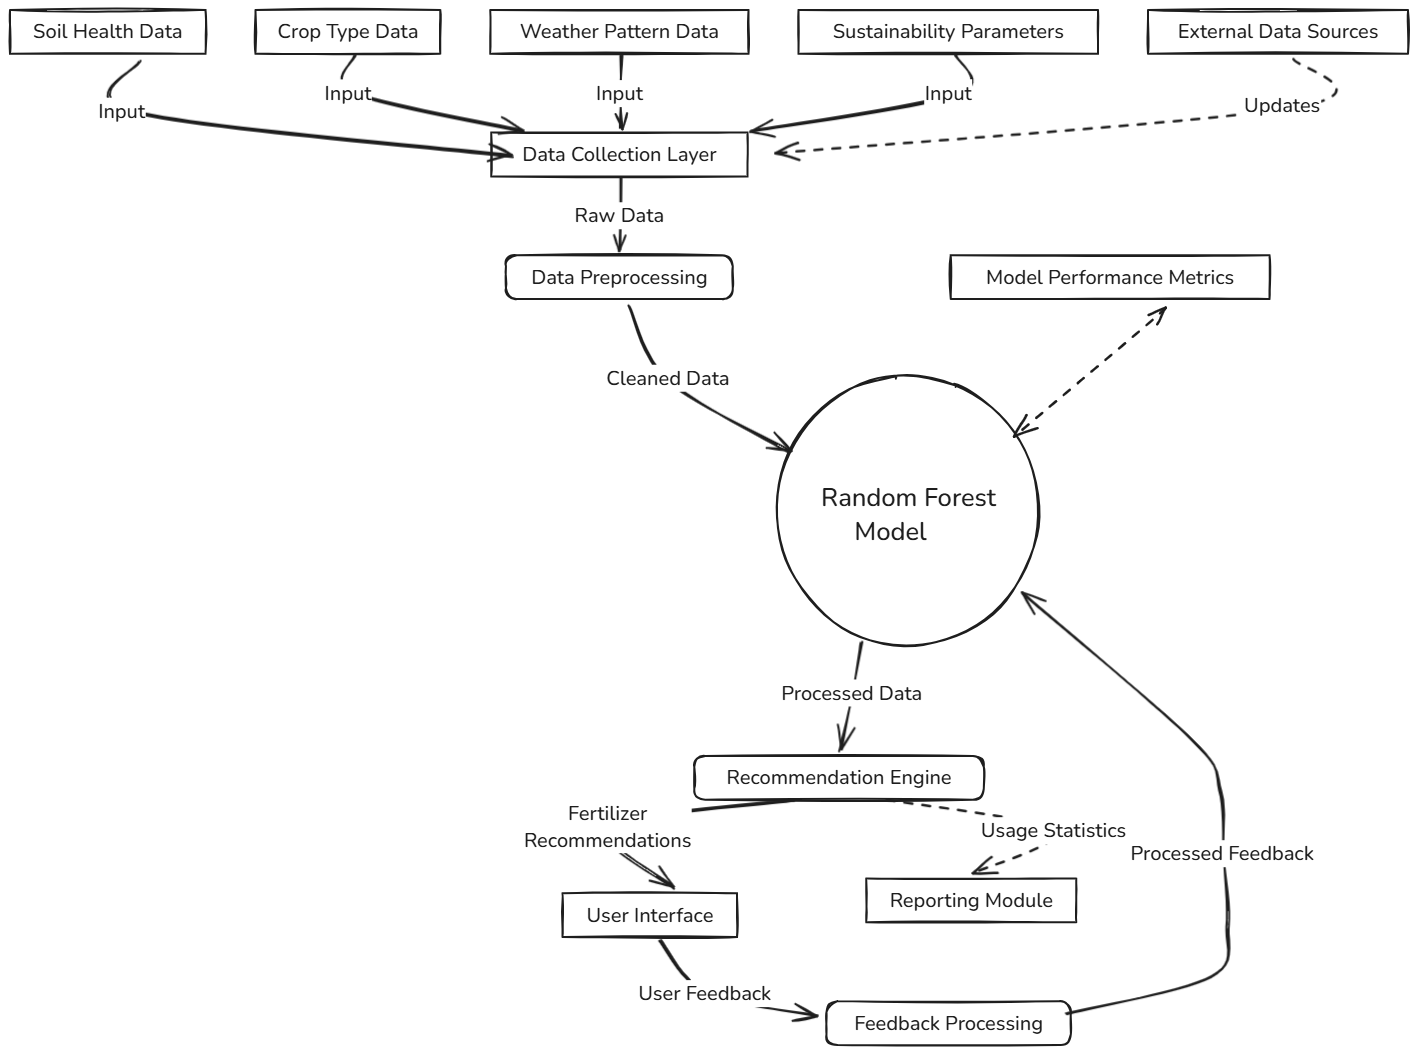 Soil Health Data
Crop Type Data
Weather Pattern Data
Sustainability Parameters
External Data Sources
Input
Input
Input
Input
Updates
Data Collection Layer
Raw Data
Data Preprocessing
Model Performance Metrics
Cleaned Data
Random Forest
Model
Processed Data
Recommendation Engine
Fertilizer
Recommendations
Usage Statistics
Processed Feedback
Reporting Module
User Interface
User Feedback
Feedback Processing